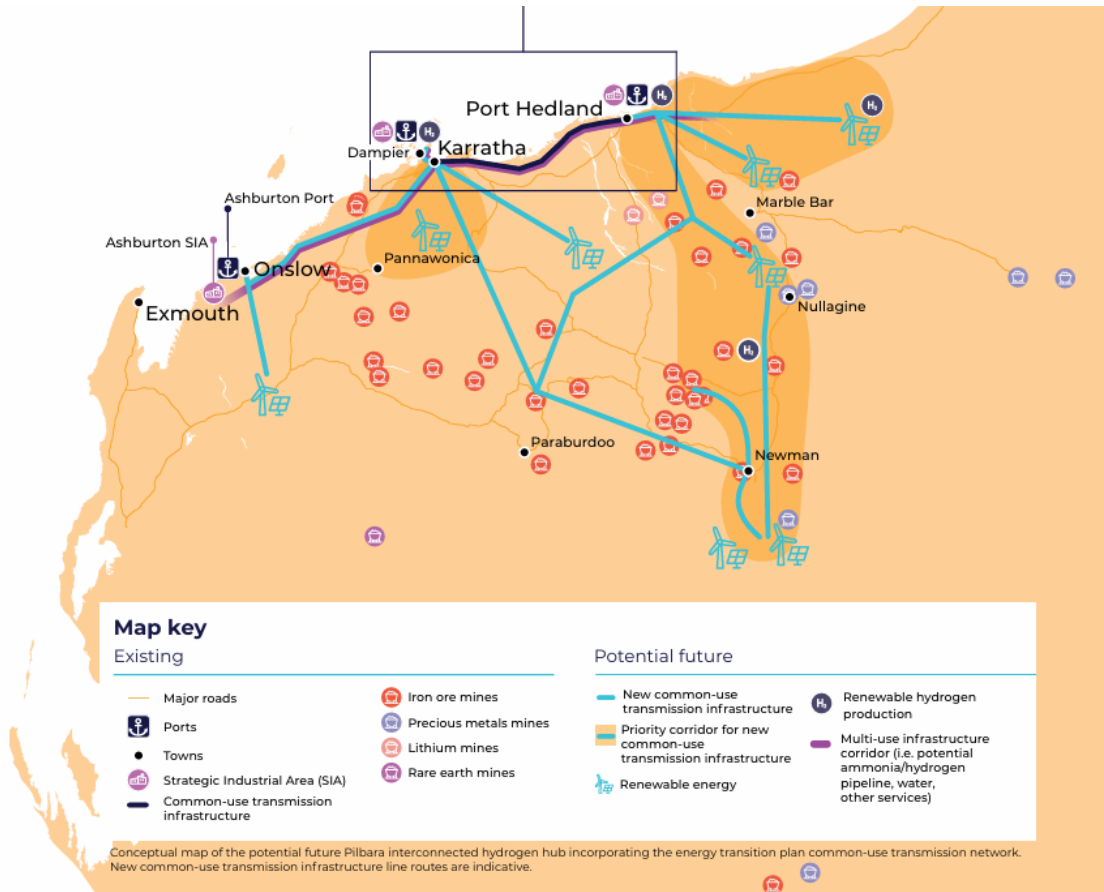 Port Hedland
H₂
H₂
H₂
Dampier
Karratha
Marble Bar
Ashburton Port
Ashburton SIA
Pannawonica
Onslow
Exmouth
Nullagine
H₂
Paraburdoo
Newman
Map key
Existing
Major roads
Ports
Towns
Strategic Industrial Area (SIA)
Common-use transmission
infrastructure
Iron ore mines
Precious metals mines
Lithium mines
Rare earth mines
Potential future
New common-use
transmission infrastructure
Priority corridor for new
common-use
transmission infrastructure
Renewable energy
H₂
Renewable hydrogen
production
Multi-use infrastructure
corridor (i.e. potential
ammonia/hydrogen
pipeline, water,
other services)
Conceptual map of the potential future Pilbara interconnected hydrogen hub incorporating the energy transition plan common-use transmission network.
New common-use transmission infrastructure line routes are indicative.